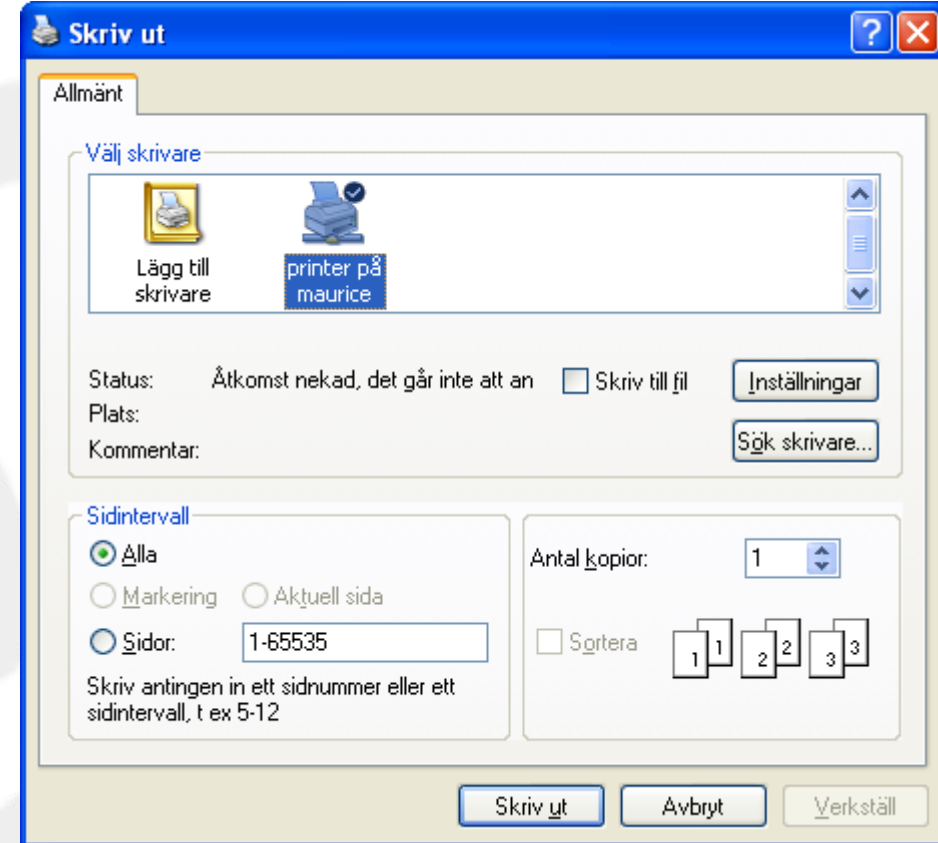 Skriv ut
Allmänt
Välj skrivare
Lägg till
skrivare
printer på
maurice
Status: Åtkomst nekad, det går inte att an
Skriv till fil
Inställningar
Plats:
Kommentar:
Sök skrivare...
Sidintervall
Alla
Markering
Aktuell sida
Sidor: 1-65535
Skriv antingen in ett sidnummer eller ett
sidintervall, t ex 5-12
Antal kopior: 1
Sortera
1 1 2 2 3 3
Skriv ut
Avbryt
Verkställ